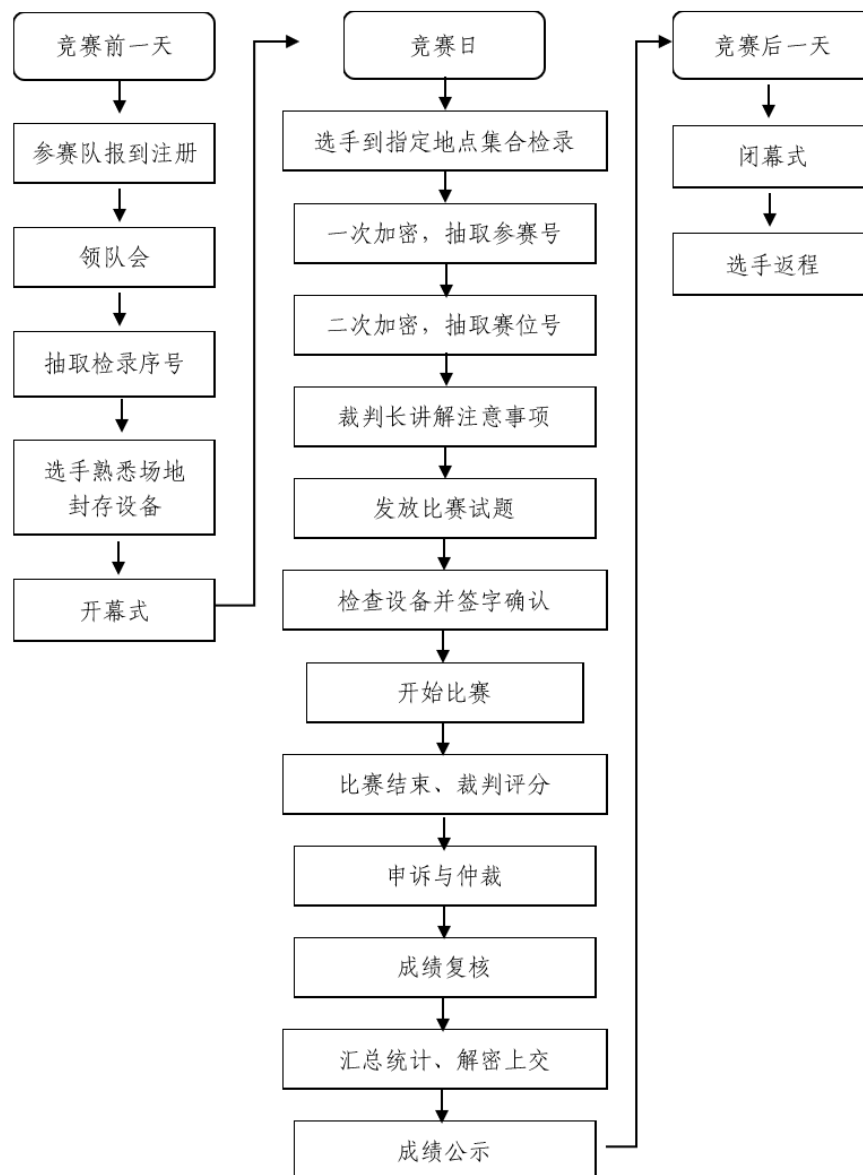 竞赛前一天
参赛队报到注册
领队会
抽取检录序号
选手熟悉场地
封存设备
开幕式
竞赛日
选手到指定地点集合检录
一次加密，抽取参赛号
二次加密，抽取赛位号
裁判长讲解注意事项
发放比赛试题
检查设备并签字确认
开始比赛
比赛结束、裁判评分
申诉与仲裁
成绩复核
汇总统计、解密上交
成绩公示
竞赛后一天
闭幕式
选手返程